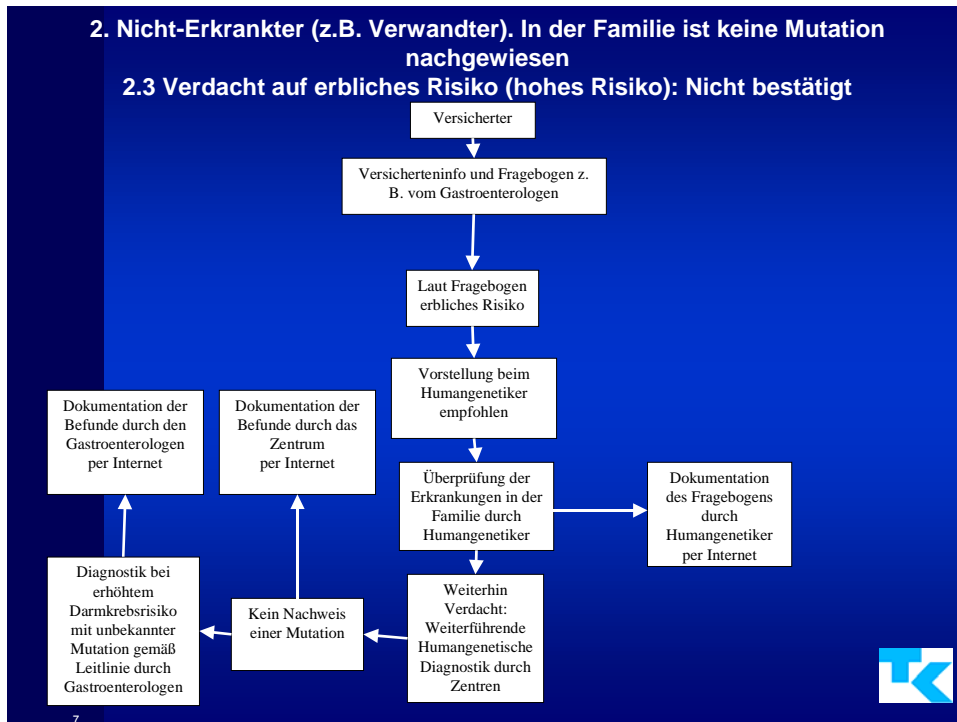 2. Nicht-Erkrankter (z.B. Verwandter). In der Familie ist keine Mutation
nachgewiesen
2.3 Verdacht auf erbliches Risiko (hohes Risiko): Nicht bestätigt
Versicherter
Versicherteninfo und Fragebogen z.
B. vom Gastroenterologen
Laut Fragebogen
erbliches Risiko
Vorstellung beim
Humangenetiker
empfohlen
Dokumentation der
Befunde durch den
Gastroenterologen
per Internet
Dokumentation der
Befunde durch das
Zentrum
per Internet
Überprüfung der
Erkrankungen in der
Familie durch
Humangenetiker
Dokumentation
des Fragebogens
durch
Humangenetiker
per Internet
Diagnostik bei
erhöhtem
Darmkrebsrisiko
mit unbekannter
Mutation gemäß
Leitlinie durch
Gastroenterologen
Kein Nachweis
einer Mutation
Weiterhin
Verdacht:
Weiterführende
Humangenetische
Diagnostik durch
Zentren
TK
7